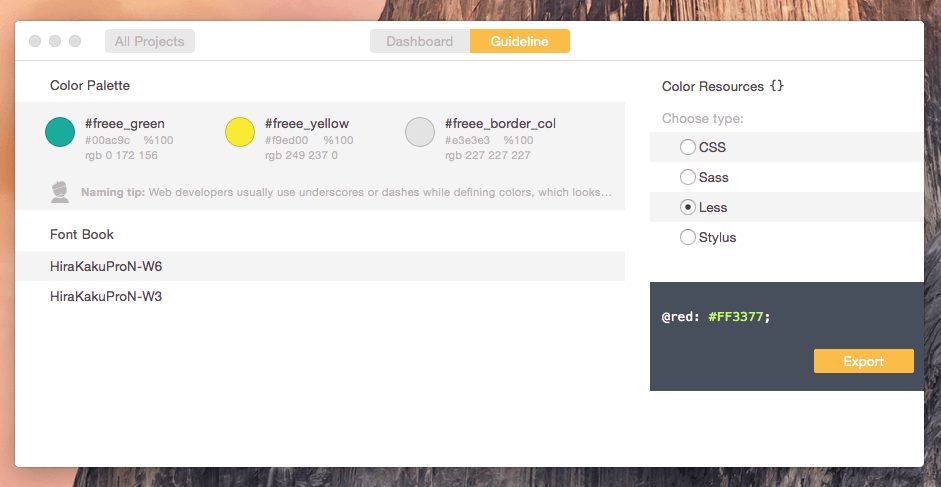 All Projects
Dashboard
Guideline
Color Palette
#freee_green
#00ac9c %100
rgb 0 172 156
#freee_yellow
#f9ed00 %100
rgb 249 237 0
#freee_border_col
#e3e3e3 %100
rgb 227 227 227
Naming tip: Web developers usually use underscores or dashes while defining colors, which looks...
Font Book
HiraKakuProN-W6
HiraKakuProN-W3
Color Resources {}
Choose type:
CSS
Sass
Less
Stylus
@red: #FF3377;
Export